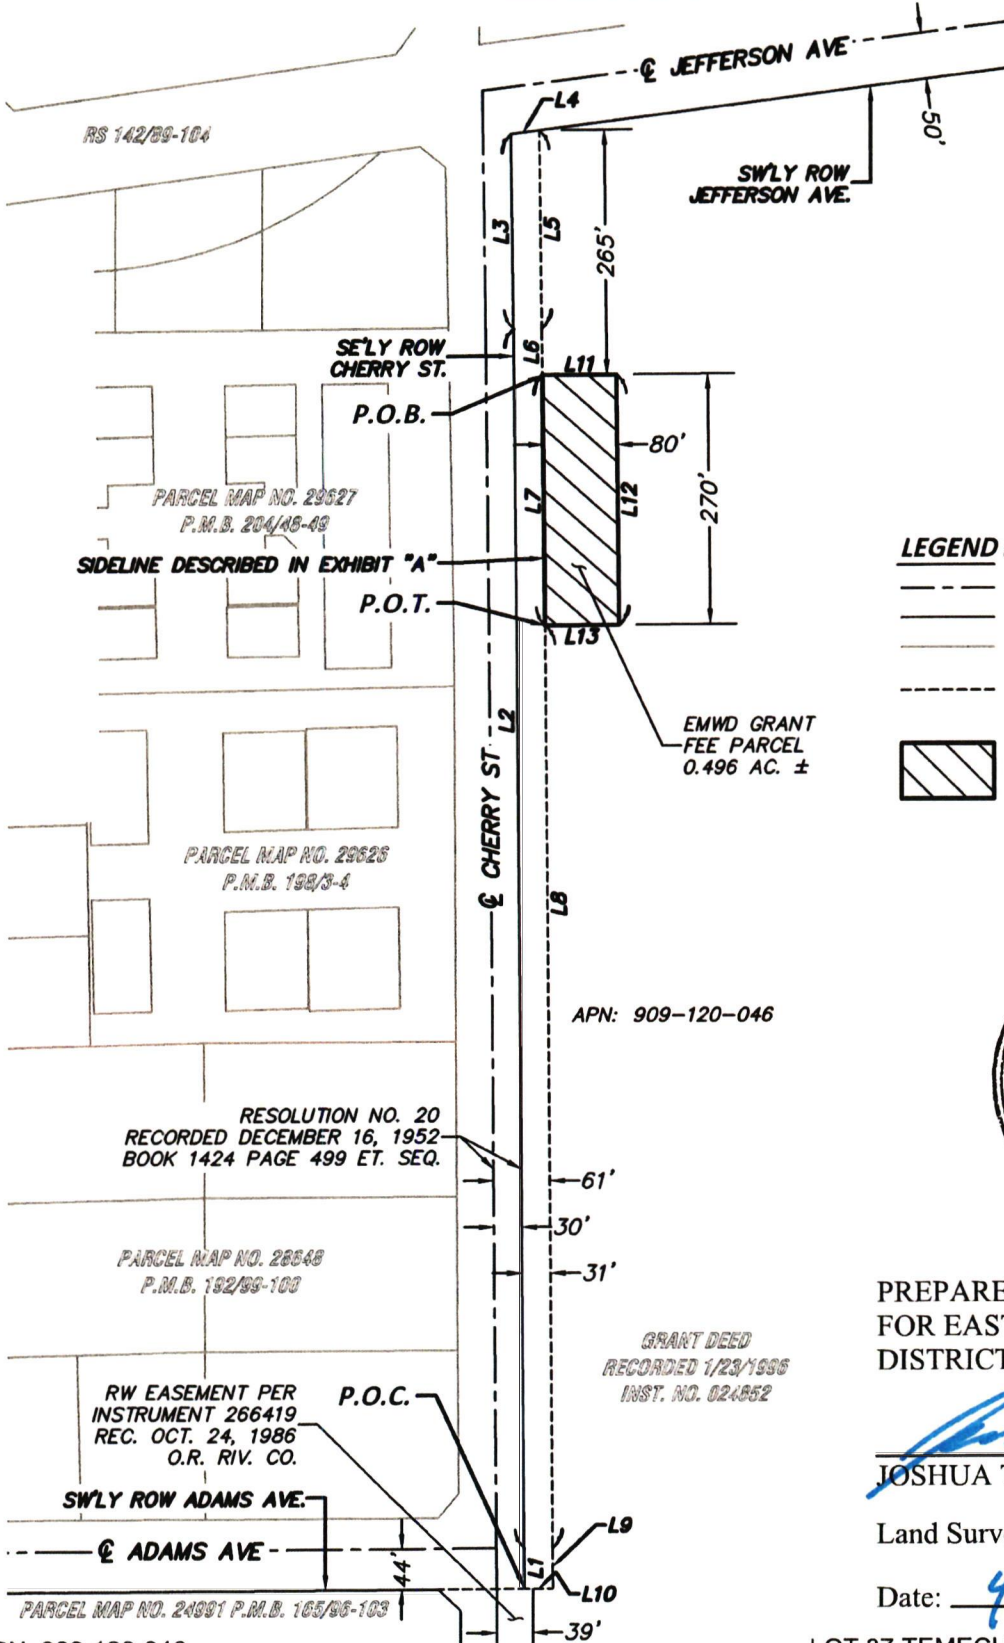 ℄ JEFFERSON AVE
L4
50'
RS 142/89-104
SW'LY ROW
JEFFERSON AVE.
L3
L5
265'
SE'LY ROW
CHERRY ST.
L6
L11
P.O.B.
80'
L7
L12
270'
PARCEL MAP NO. 29627
P.M.B. 204/48-49
SIDELINE DESCRIBED IN EXHIBIT "A"
LEGEND
P.O.T.
L13
L2
EMWD GRANT
FEE PARCEL
0.496 AC. ±
℄ CHERRY ST
PARCEL MAP NO. 29626
P.M.B. 198/3-4
L8
APN: 909-120-046
RESOLUTION NO. 20
RECORDED DECEMBER 16, 1952
BOOK 1424 PAGE 499 ET. SEQ.
61'
30'
31'
PARCEL MAP NO. 28648
P.M.B. 192/99-100
GRANT DEED
RECORDED 1/23/1996
INST. NO. 024852
PREPARE
FOR EAST
DISTRICT
RW EASEMENT PER
INSTRUMENT 266419
REC. OCT. 24, 1986
O.R. RIV. CO.
P.O.C.
JOSHUA
SW'LY ROW ADAMS AVE.
L9
Land Surv
℄ ADAMS AVE
44'
L1
L10
Date:
PARCEL MAP NO. 24991 P.M.B. 165/96-103
39'